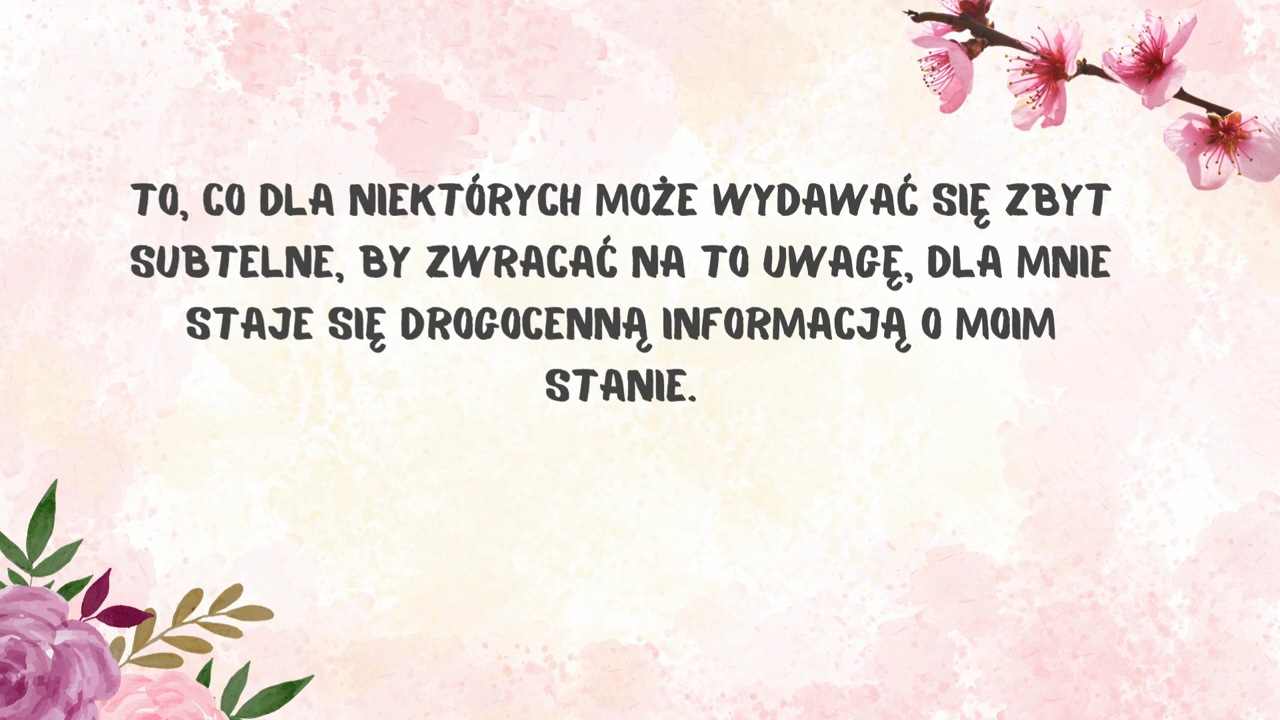 TO, CO DLA NIEKTÓRYCH MOŻE WYDAWAĆ SIĘ ZBYT
SUBTELNE, BY ZWRACAĆ NA TO UWAGĘ, DLA MNIE
STAJE SIĘ DROGOCENNĄ INFORMACJĄ O MOIM
STANIE.